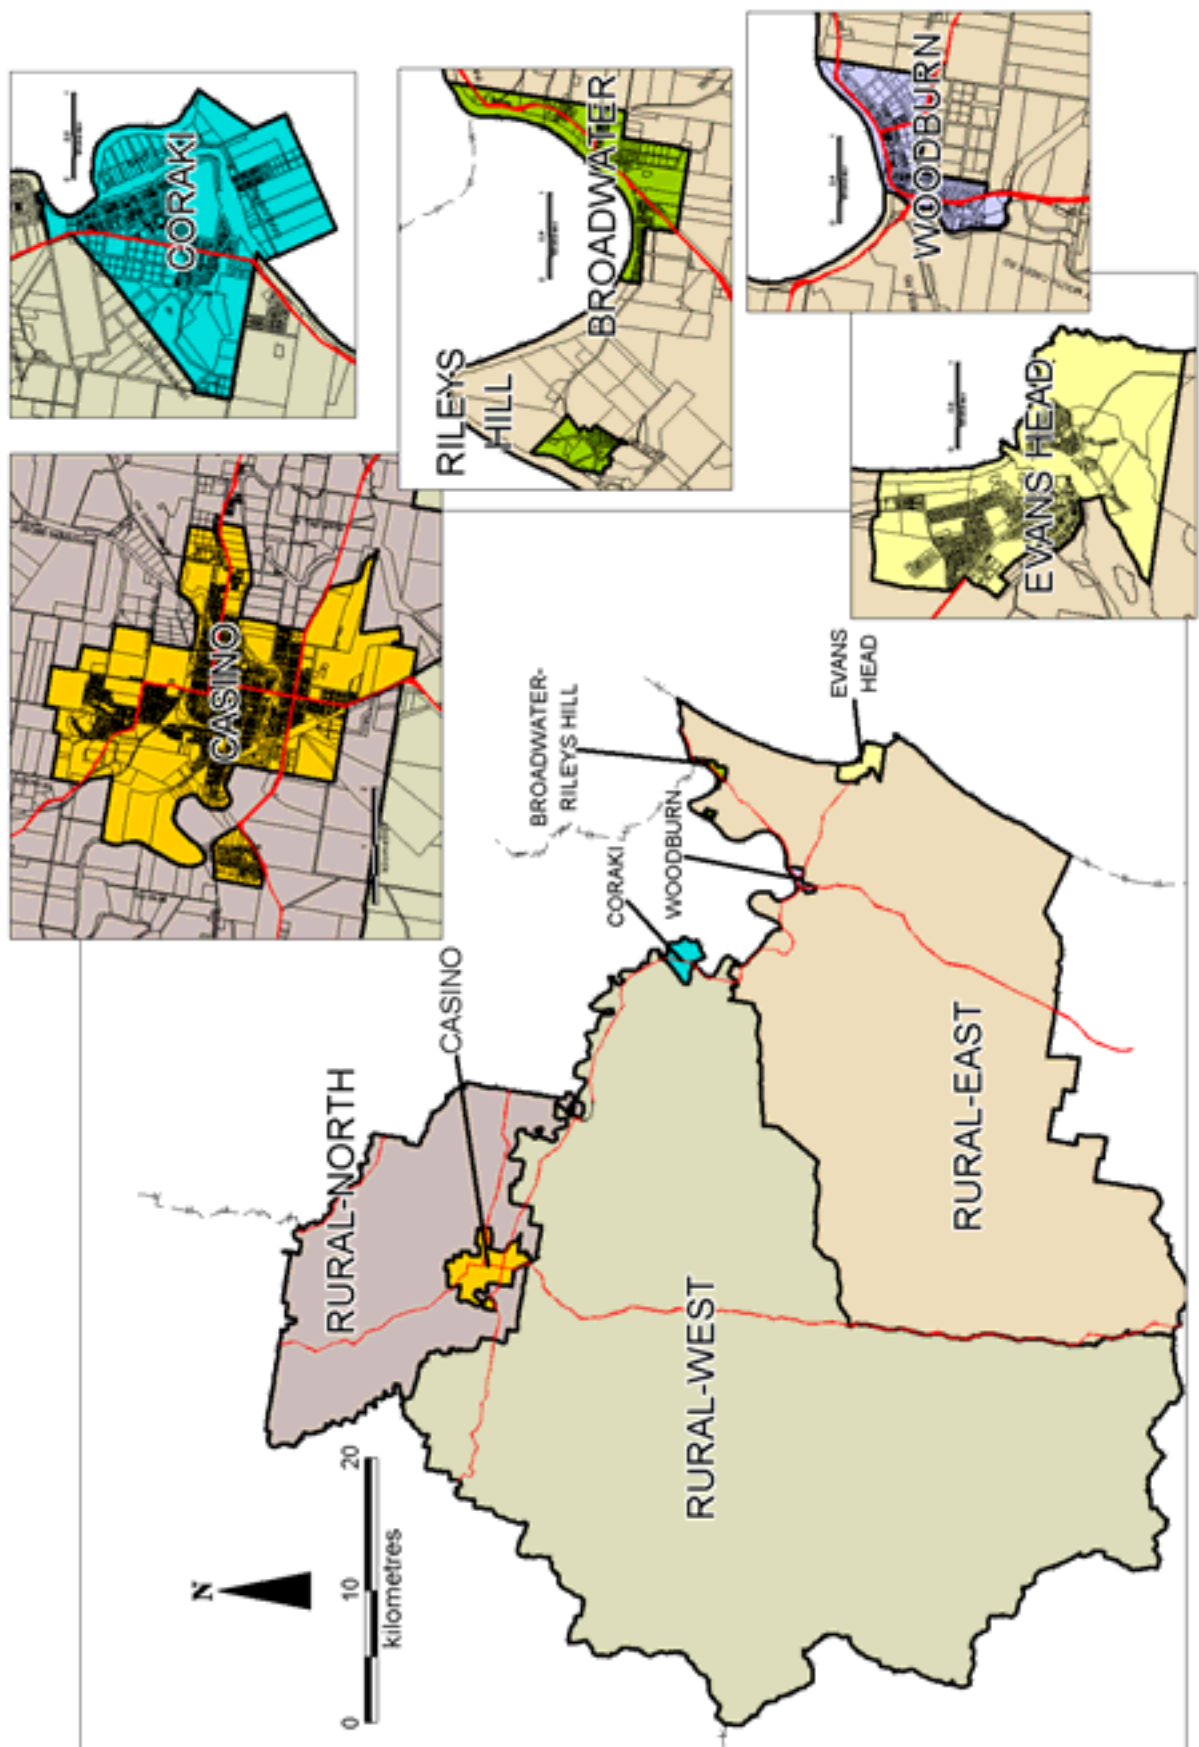 CASINO
CORAKI
RILEYS
HILL
BROADWATER
WOODBURN
EVANS HEAD
N
0
10
20
kilometres
RURAL-NORTH
CASINO
BROADWATER-
RILEYS HILL
CORAKI
WOODBURN
EVANS
HEAD
RURAL-WEST
RURAL-EAST